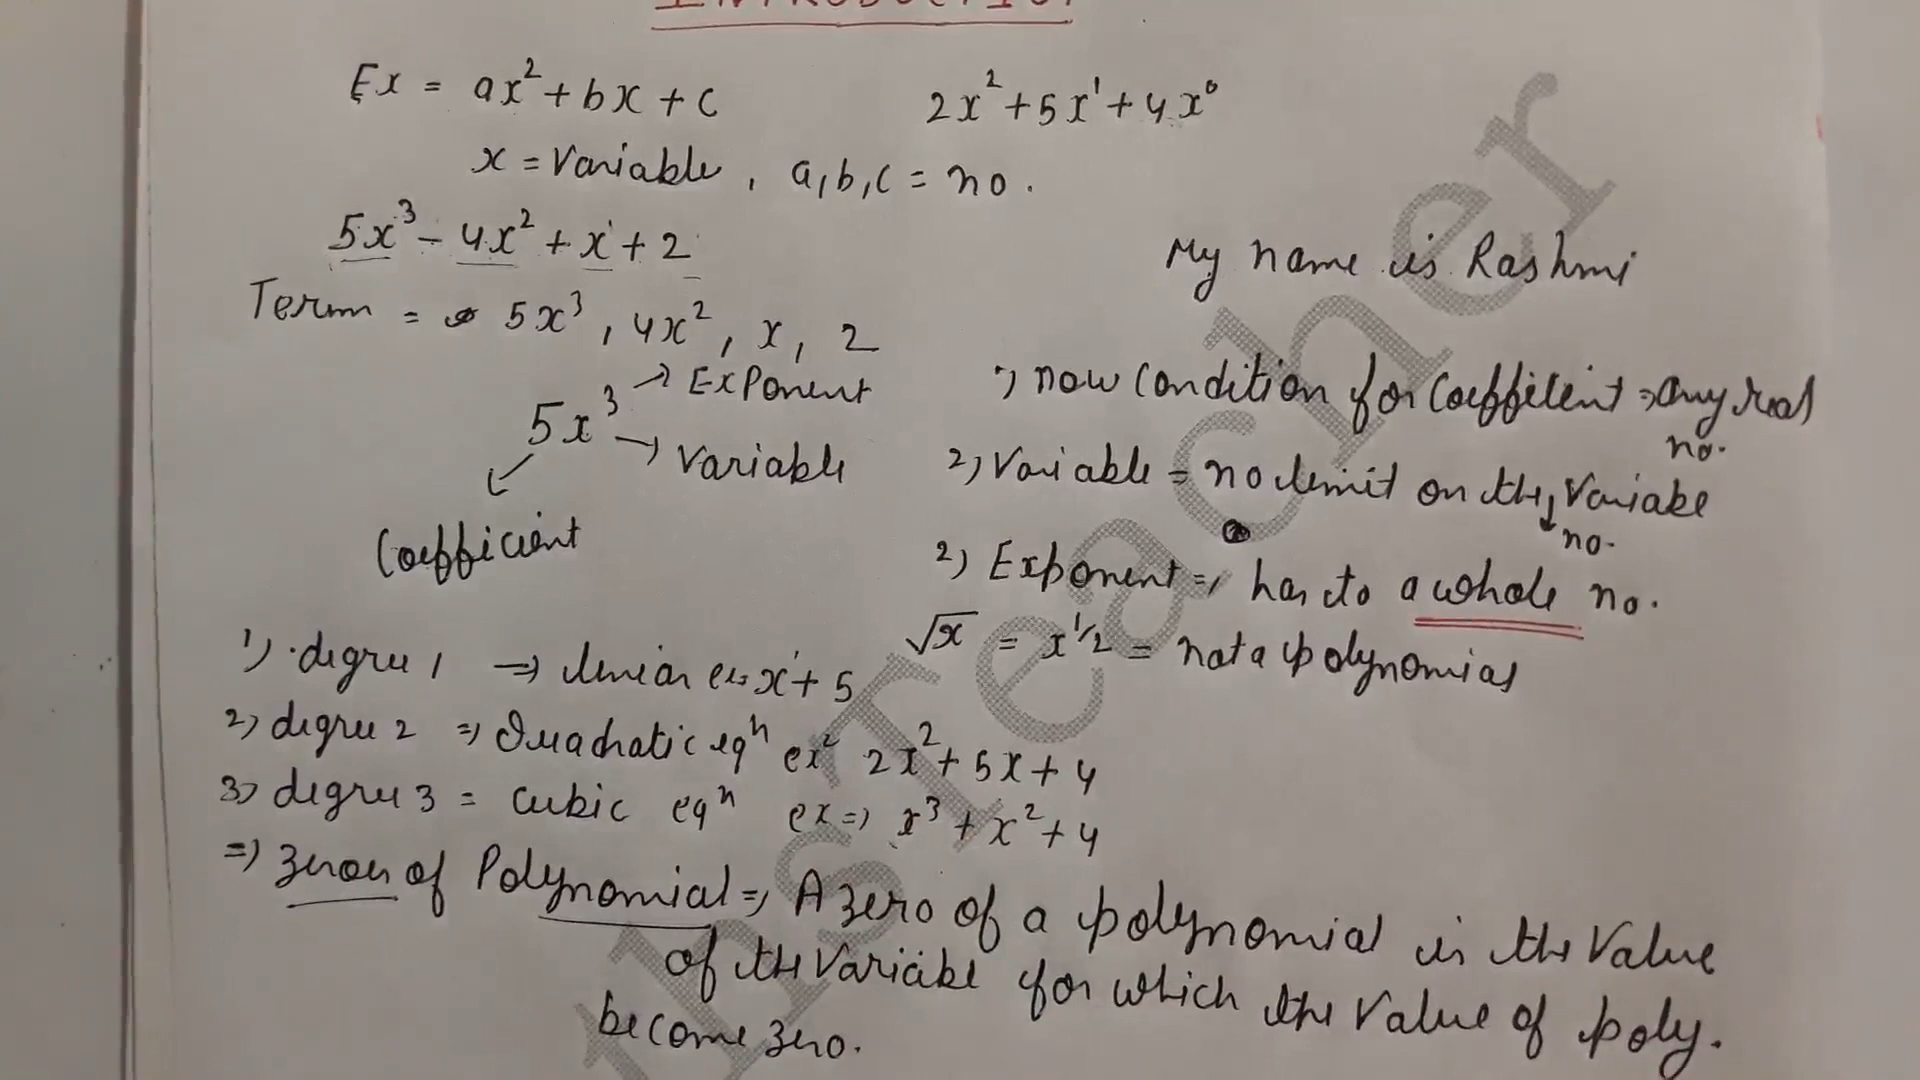 INTRODUCTION
Ex = ax² + bx + c
2x² + 5x¹ + 4x⁰
x = Variable, a,b,c = no.
5x³ - 4x² + x¹ + 2
My name is Rashmi
Term = 5x³, 4x², x, 2
→ Exponent
5x³ → Variable
Coefficient
1) now condition for Coefficient => any real no.
2) Variable = no limit on the Variable
no.
2) Exponent => has to a whole no.
√x = x^1/2 = not a polynomial
1) degree 1 => linear ex x¹ + 5
2) degree 2 => Quadratic eqn ex 2x² + 5x + 4
3) degree 3 = cubic eqn ex => x³ + x² + 4
=> zeroes of Polynomial => A zero of a polynomial is the Value
of the Variable for which the Value of poly.
become zero.
hsTeacher